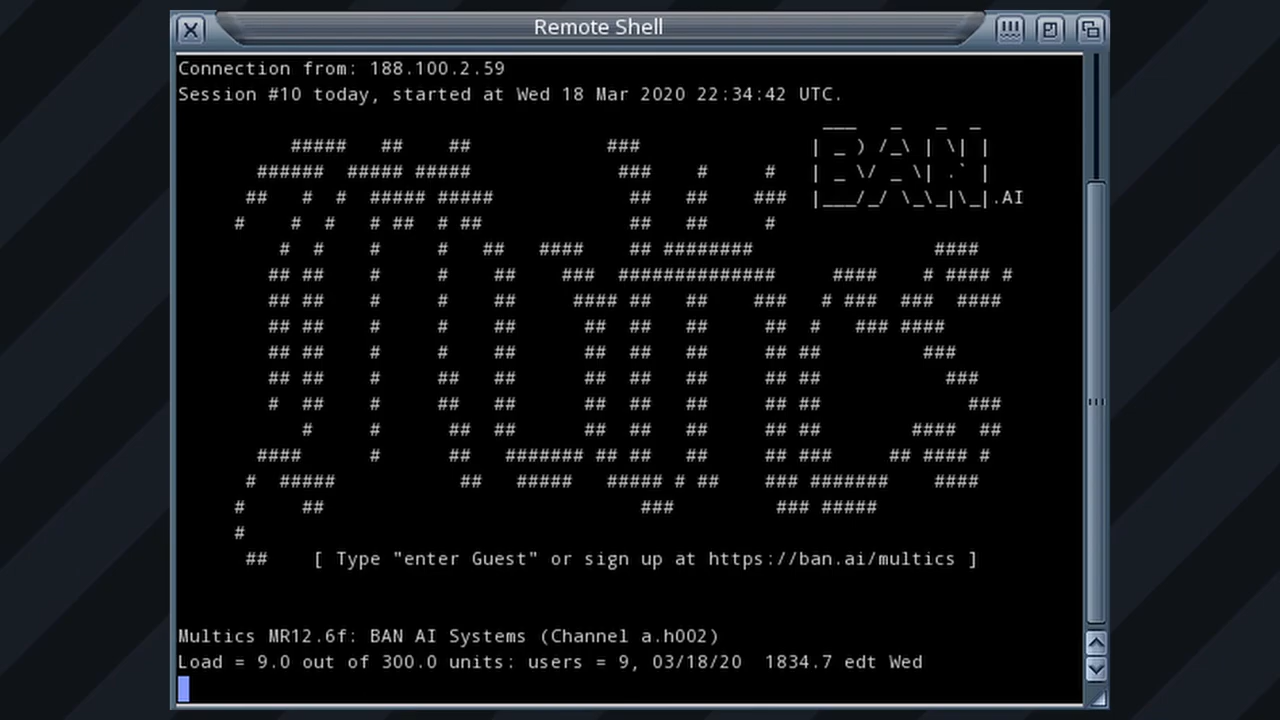 Remote Shell
Connection from: 188.100.2.59
Session #10 today, started at Wed 18 Mar 2020 22:34:42 UTC.
BAN.AI
Multics
[ Type "enter Guest" or sign up at https://ban.ai/multics ]
Multics MR12.6f: BAN AI Systems (Channel a.h002)
Load = 9.0 out of 300.0 units: users = 9, 03/18/20  1834.7 edt Wed